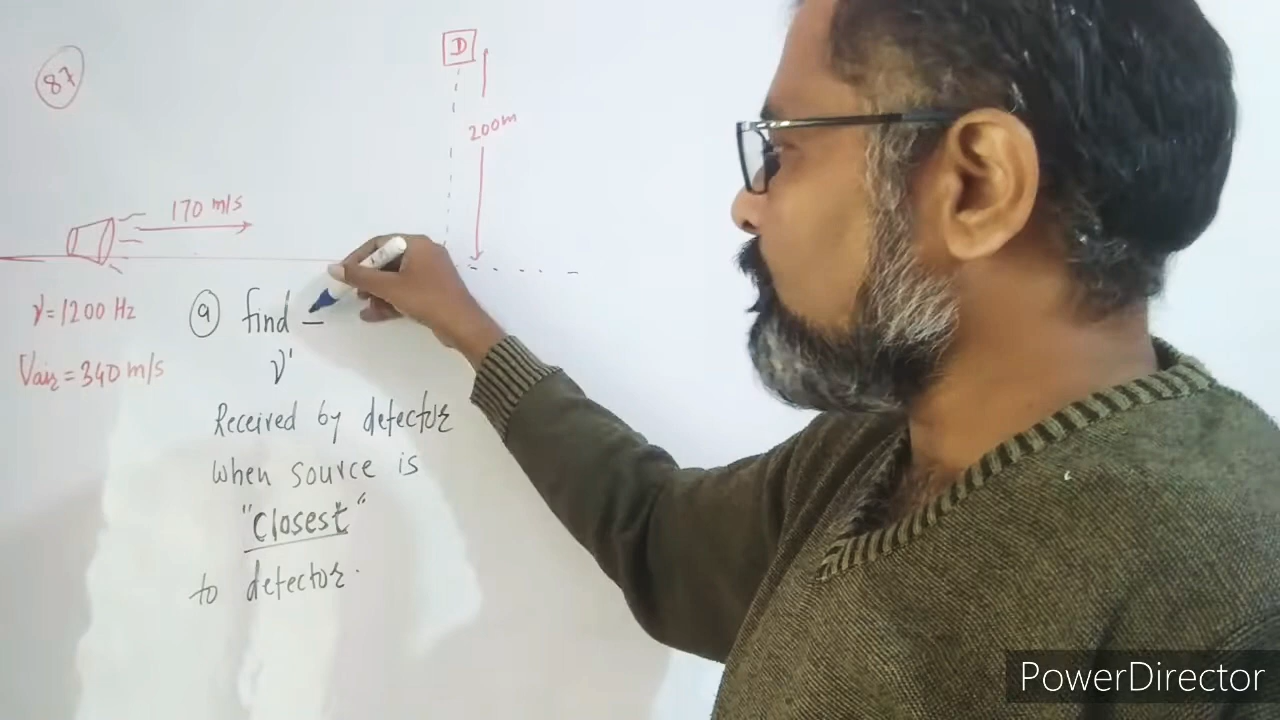 87
D
200m
170 m/s
ν=1200 Hz
Vair = 340 m/s
a find —
ν'
Received by detector
when source is
"Closest"
to detector.
PowerDirector